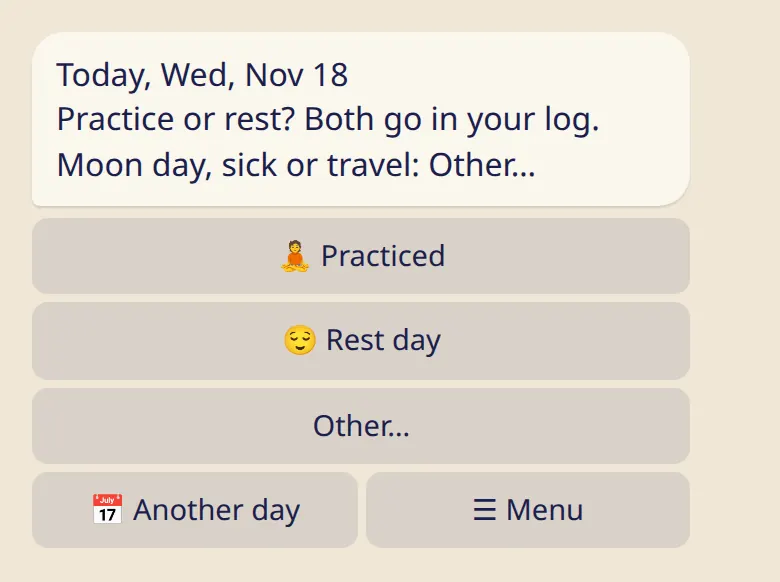 Today, Wed, Nov 18
Practice or rest? Both go in your log.
Moon day, sick or travel: Other...
🧘 Practiced
😌 Rest day
Other...
📅 Another day
☰ Menu